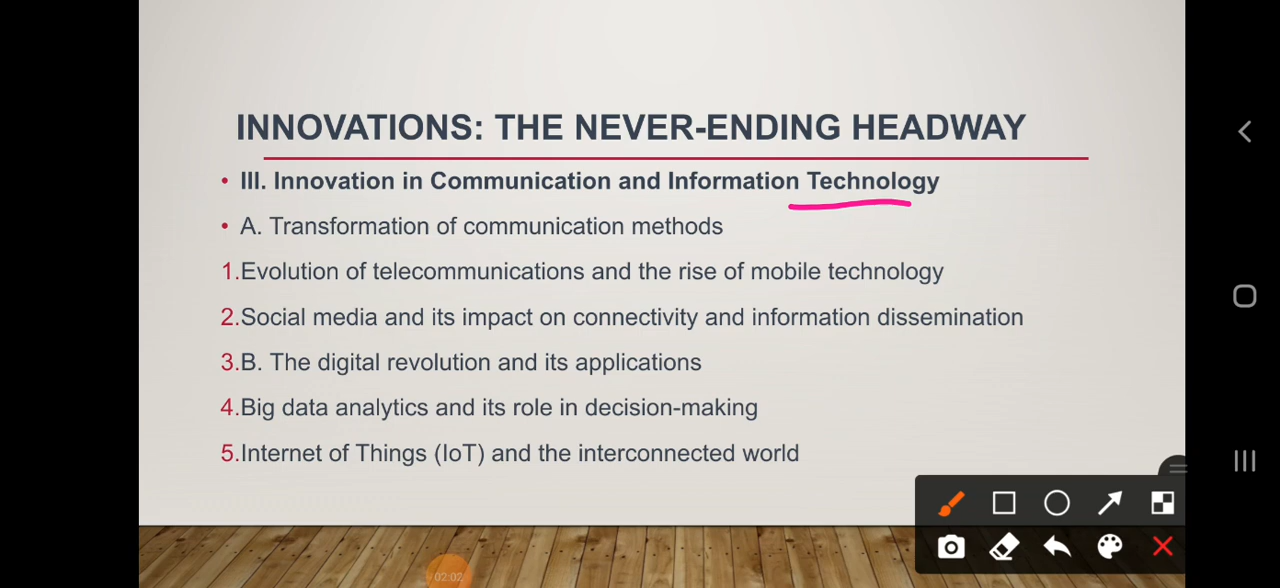 INNOVATIONS: THE NEVER-ENDING HEADWAY
• III. Innovation in Communication and Information Technology
• A. Transformation of communication methods
1.Evolution of telecommunications and the rise of mobile technology
2.Social media and its impact on connectivity and information dissemination
3.B. The digital revolution and its applications
4.Big data analytics and its role in decision-making
5.Internet of Things (IoT) and the interconnected world
02:02